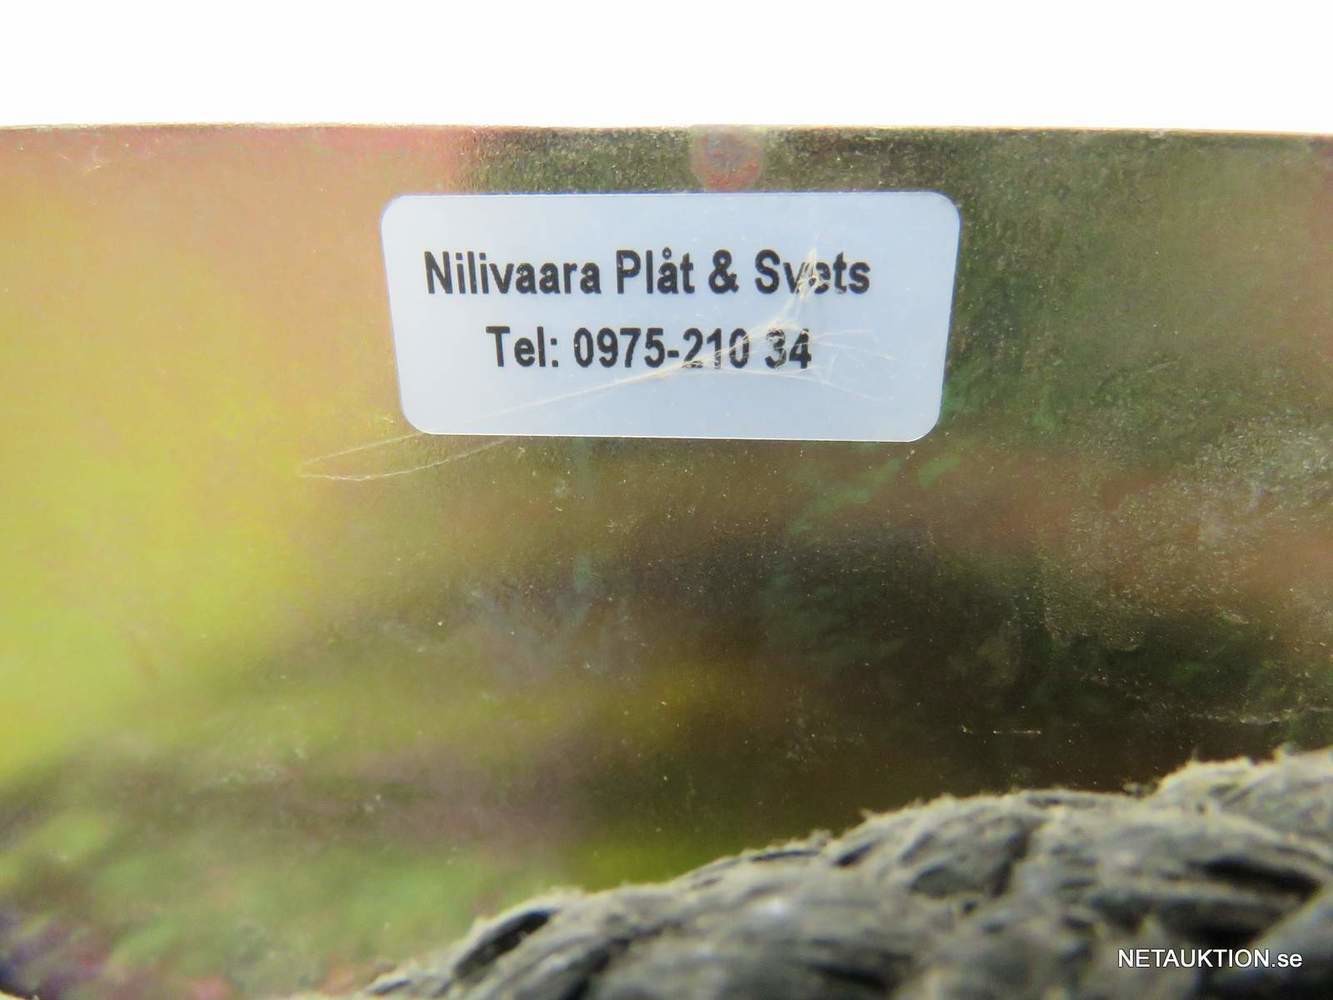 Nilivaara Plåt & Svets
Tel: 0975-210 34
NETAUKTION.se